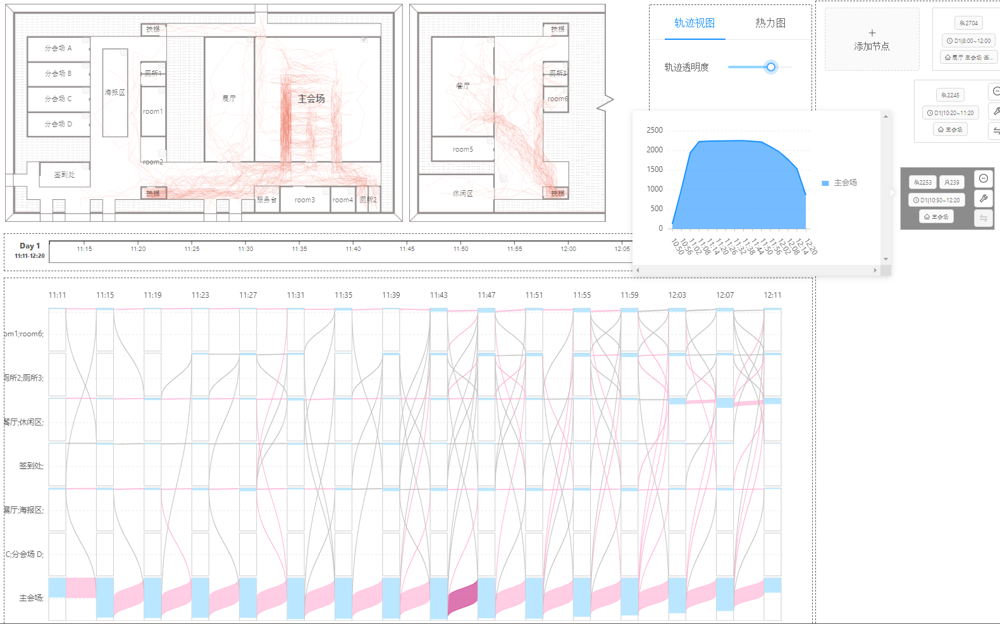 扶梯
分会场 A
分会场 B
分会场 C
分会场 D
海报区
厕所1
room1
room2
展厅
主会场
签到处
扶梯
服务台
room3
room4
厕所2
扶梯
餐厅
厕所3
room6
room5
休闲区
扶梯
轨迹视图
热力图
轨迹透明度
添加节点
2704
D1|8:00~12:00
展厅 主会场 签...
2245
D1|10:20~11:20
主会场
2253
239
D1|10:50~12:20
主会场
2500
2000
1500
1000
500
0
主会场
10:50
10:56
11:02
11:08
11:14
11:20
11:26
11:32
11:38
11:44
11:50
11:56
12:02
12:08
12:14
12:20
Day 1
11:11-12:20
11:15
11:20
11:25
11:30
11:35
11:40
11:45
11:50
11:55
12:00
12:05
11:11
11:15
11:19
11:23
11:27
11:31
11:35
11:39
11:43
11:47
11:51
11:55
11:59
12:03
12:07
12:11
om1;room6;
厕所2;厕所3;
餐厅;休闲区;
签到处;
展厅;海报区;
C;分会场 D;
主会场;